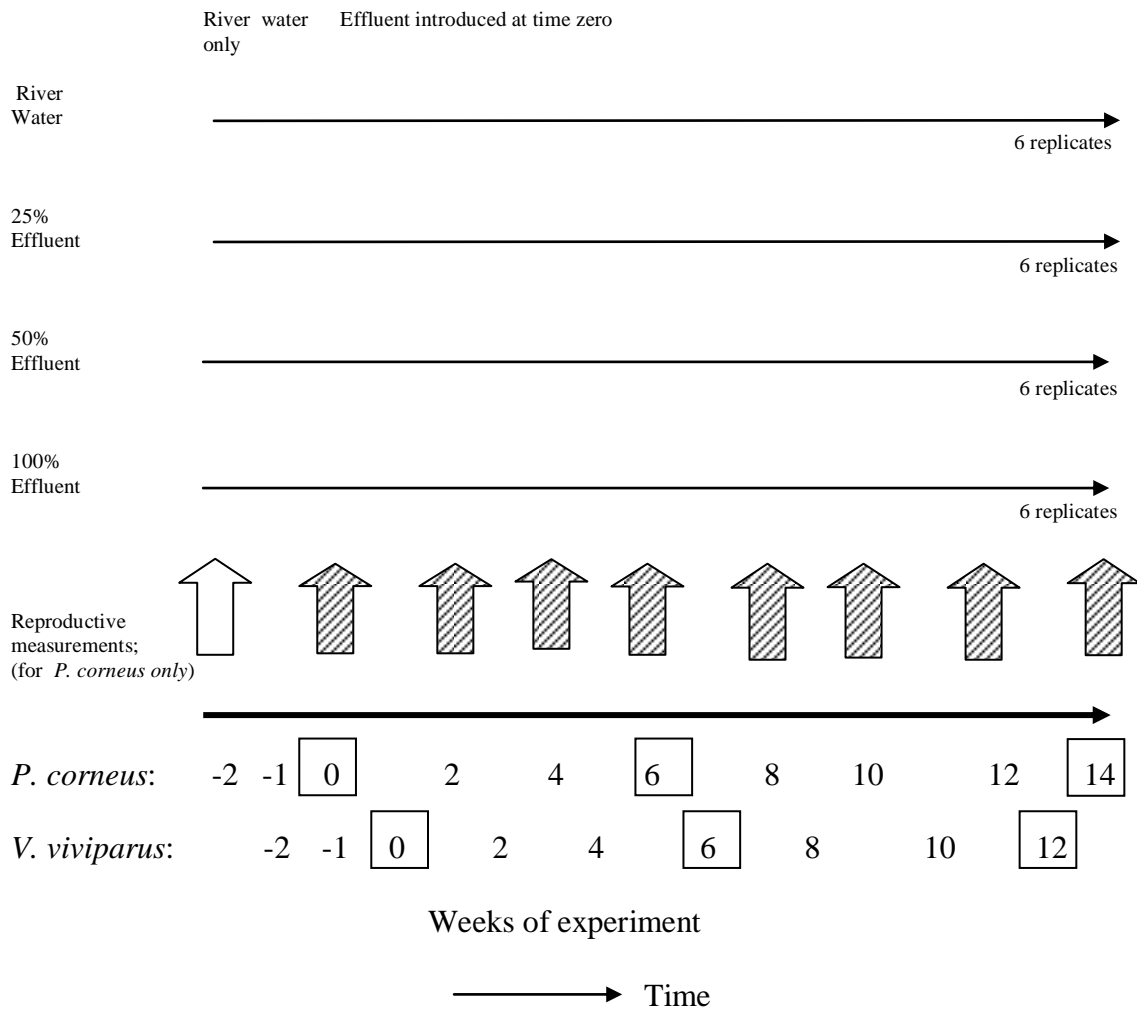 River water Effluent introduced at time zero
only
River
Water
6 replicates
25%
Effluent
6 replicates
50%
Effluent
6 replicates
100%
Effluent
6 replicates
Reproductive
measurements;
(for P. corneus only)
P. corneus: -2 -1 0 2 4 6 8 10 12 14
V. viviparus: -2 -1 0 2 4 6 8 10 12
Weeks of experiment
Time